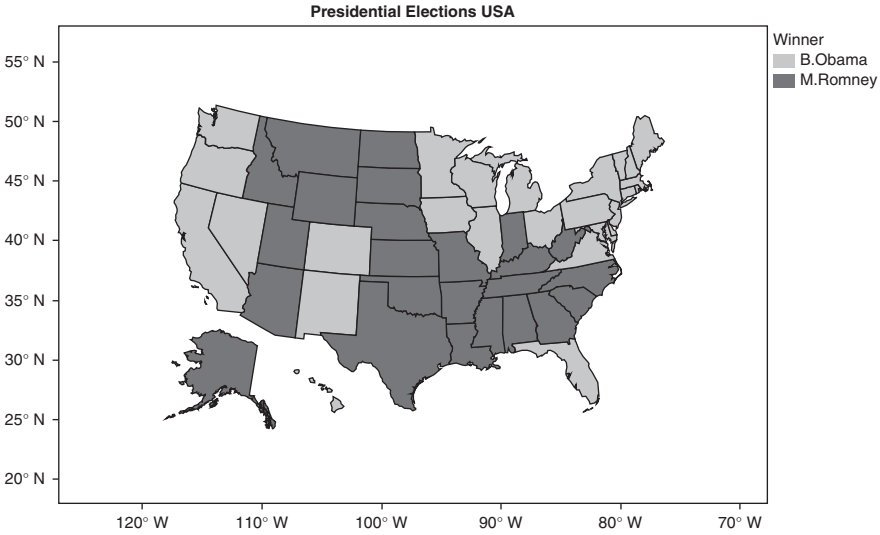 Presidential Elections USA
Winner
B.Obama
M.Romney
55° N
50° N
45° N
40° N
35° N
30° N
25° N
20° N
120° W 110° W 100° W 90° W 80° W 70° W